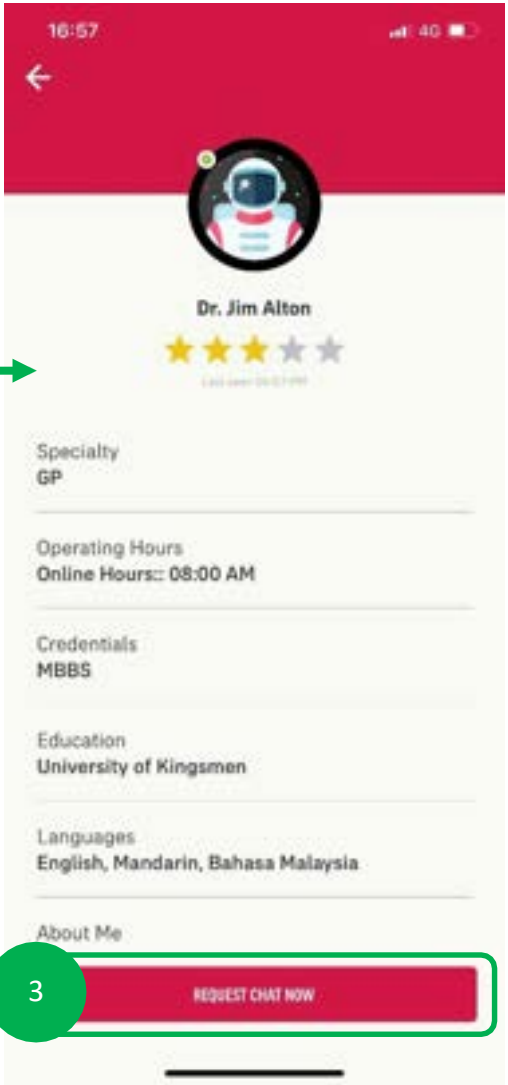 16:57
4G
Dr. Jim Alton
Specialty
GP
Operating Hours
Online Hours:: 08:00 AM
Credentials
MBBS
Education
University of Kingsmen
Languages
English, Mandarin, Bahasa Malaysia
About Me
3
REQUEST CHAT NOW